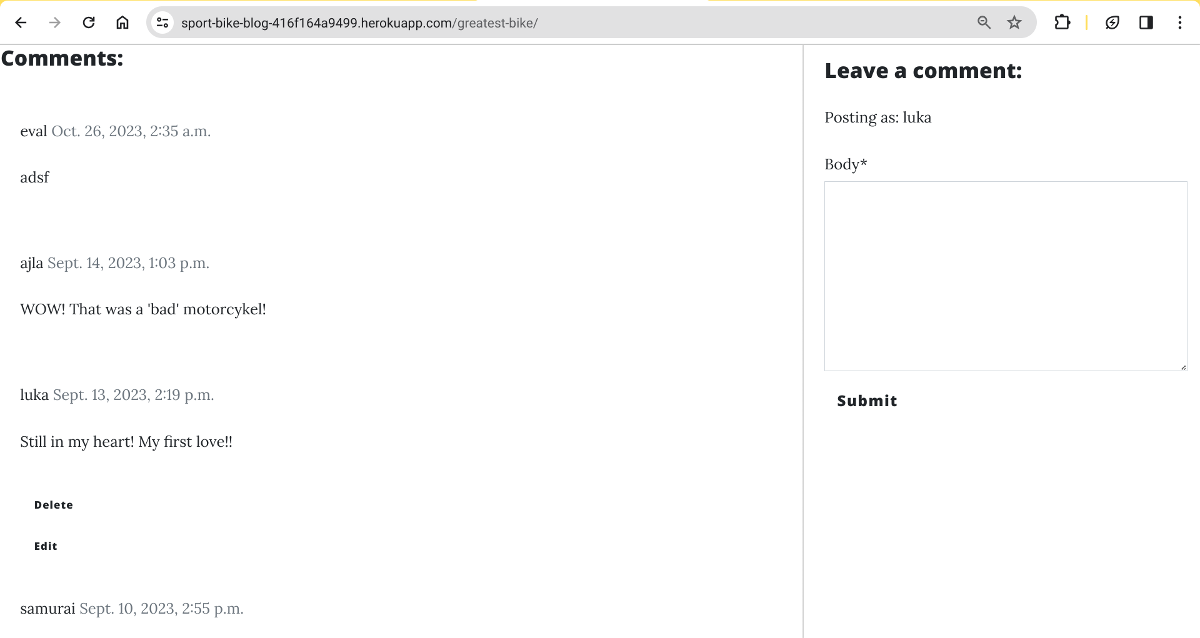 sport-bike-blog-416f164a9499.herokuapp.com/greatest-bike/
Comments:
eval Oct. 26, 2023, 2:35 a.m.
adsf
ajla Sept. 14, 2023, 1:03 p.m.
WOW! That was a 'bad' motorcykel!
luka Sept. 13, 2023, 2:19 p.m.
Still in my heart! My first love!!
Delete
Edit
samurai Sept. 10, 2023, 2:55 p.m.
Leave a comment:
Posting as: luka
Body*
Submit